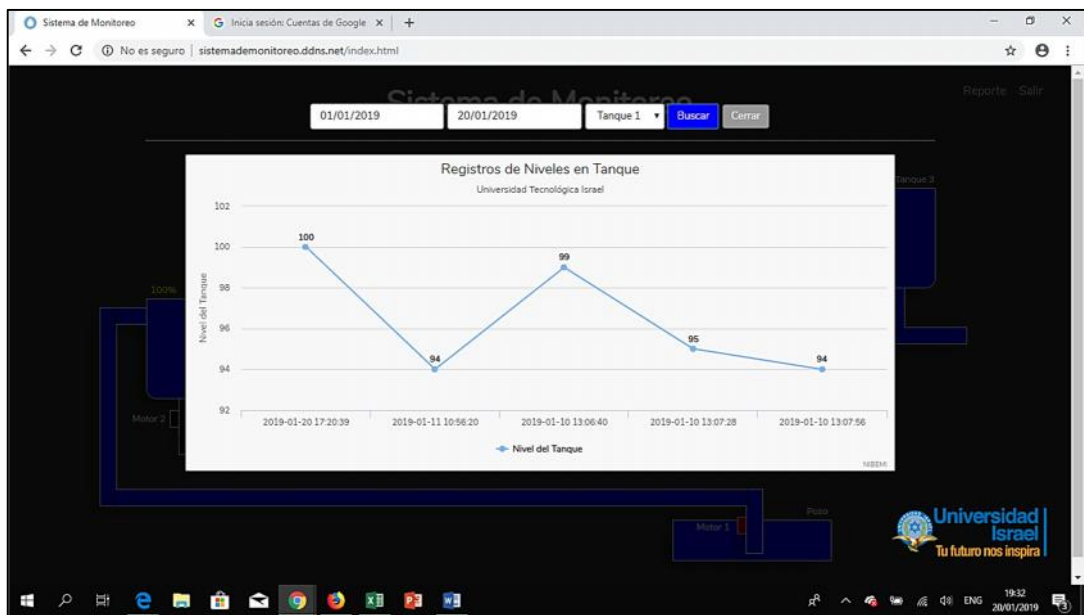 Sistema de Monitoreo
Inicia sesión: Cuentas de Google
No es seguro | sistemademonitoreo.ddns.net/index.html
Sistema de Monitoreo
Reporte Salir
01/01/2019 20/01/2019 Tanque 1 Buscar Cerrar
Registros de Niveles en Tanque
Universidad Tecnológica Israel
Tanque 3
102
100
98
96
94
92
Nivel del Tanque
100
94
99
95
94
100%
Motor 2
2019-01-20 17:20:39 2019-01-11 10:56:20 2019-01-10 13:06:40 2019-01-10 13:07:28 2019-01-10 13:07:56
Nivel del Tanque
Poso
Motor 1
Universidad
Israel
Tu futuro nos inspira
ENG
19:32
20/01/2019